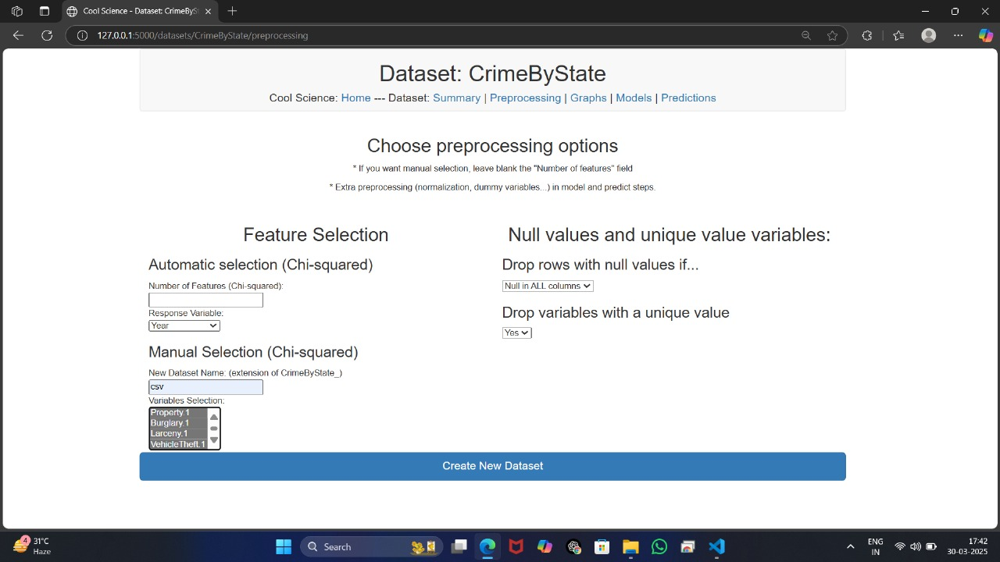 Cool Science - Dataset: CrimeBySt
127.0.0.1:5000/datasets/CrimeByState/preprocessing
Dataset: CrimeByState
Cool Science: Home --- Dataset: Summary | Preprocessing | Graphs | Models | Predictions
Choose preprocessing options
* If you want manual selection, leave blank the "Number of features" field
* Extra preprocessing (normalization, dummy variables...) in model and predict steps.
Feature Selection
Automatic selection (Chi-squared)
Number of Features (Chi-squared):
Response Variable:
Year
Manual Selection (Chi-squared)
New Dataset Name: (extension of CrimeByState_)
csv
Variables Selection:
Property.1
Burglary.1
Larceny.1
VehicleTheft.1
Null values and unique value variables:
Drop rows with null values if...
Null in ALL columns
Drop variables with a unique value
Yes
Create New Dataset
4
31°C
Haze
Search
ENG
IN
17:42
30-03-2025